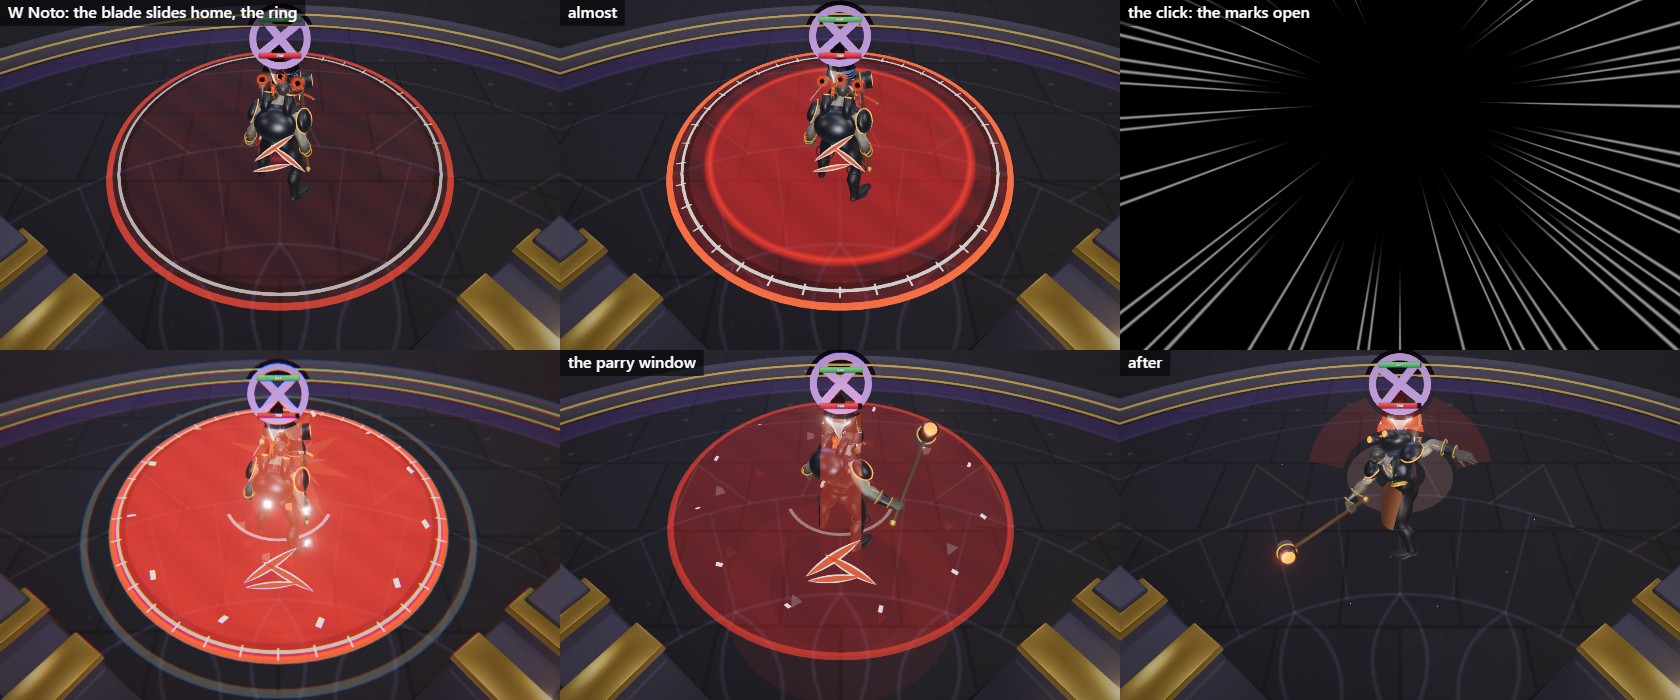 W Noto: the blade slides home, the ring
almost
the click: the marks open
the parry window
after